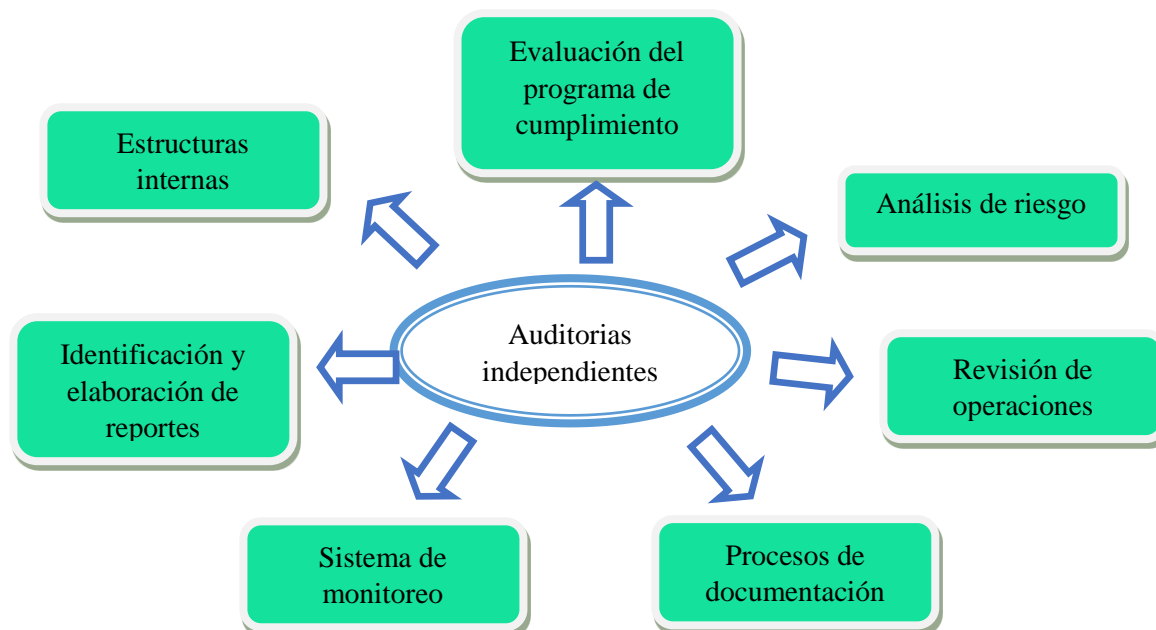 Evaluación del
programa de
cumplimiento
Estructuras
internas
Análisis de riesgo
Auditorias
independientes
Identificación y
elaboración de
reportes
Revisión de
operaciones
Sistema de
monitoreo
Procesos de
documentación